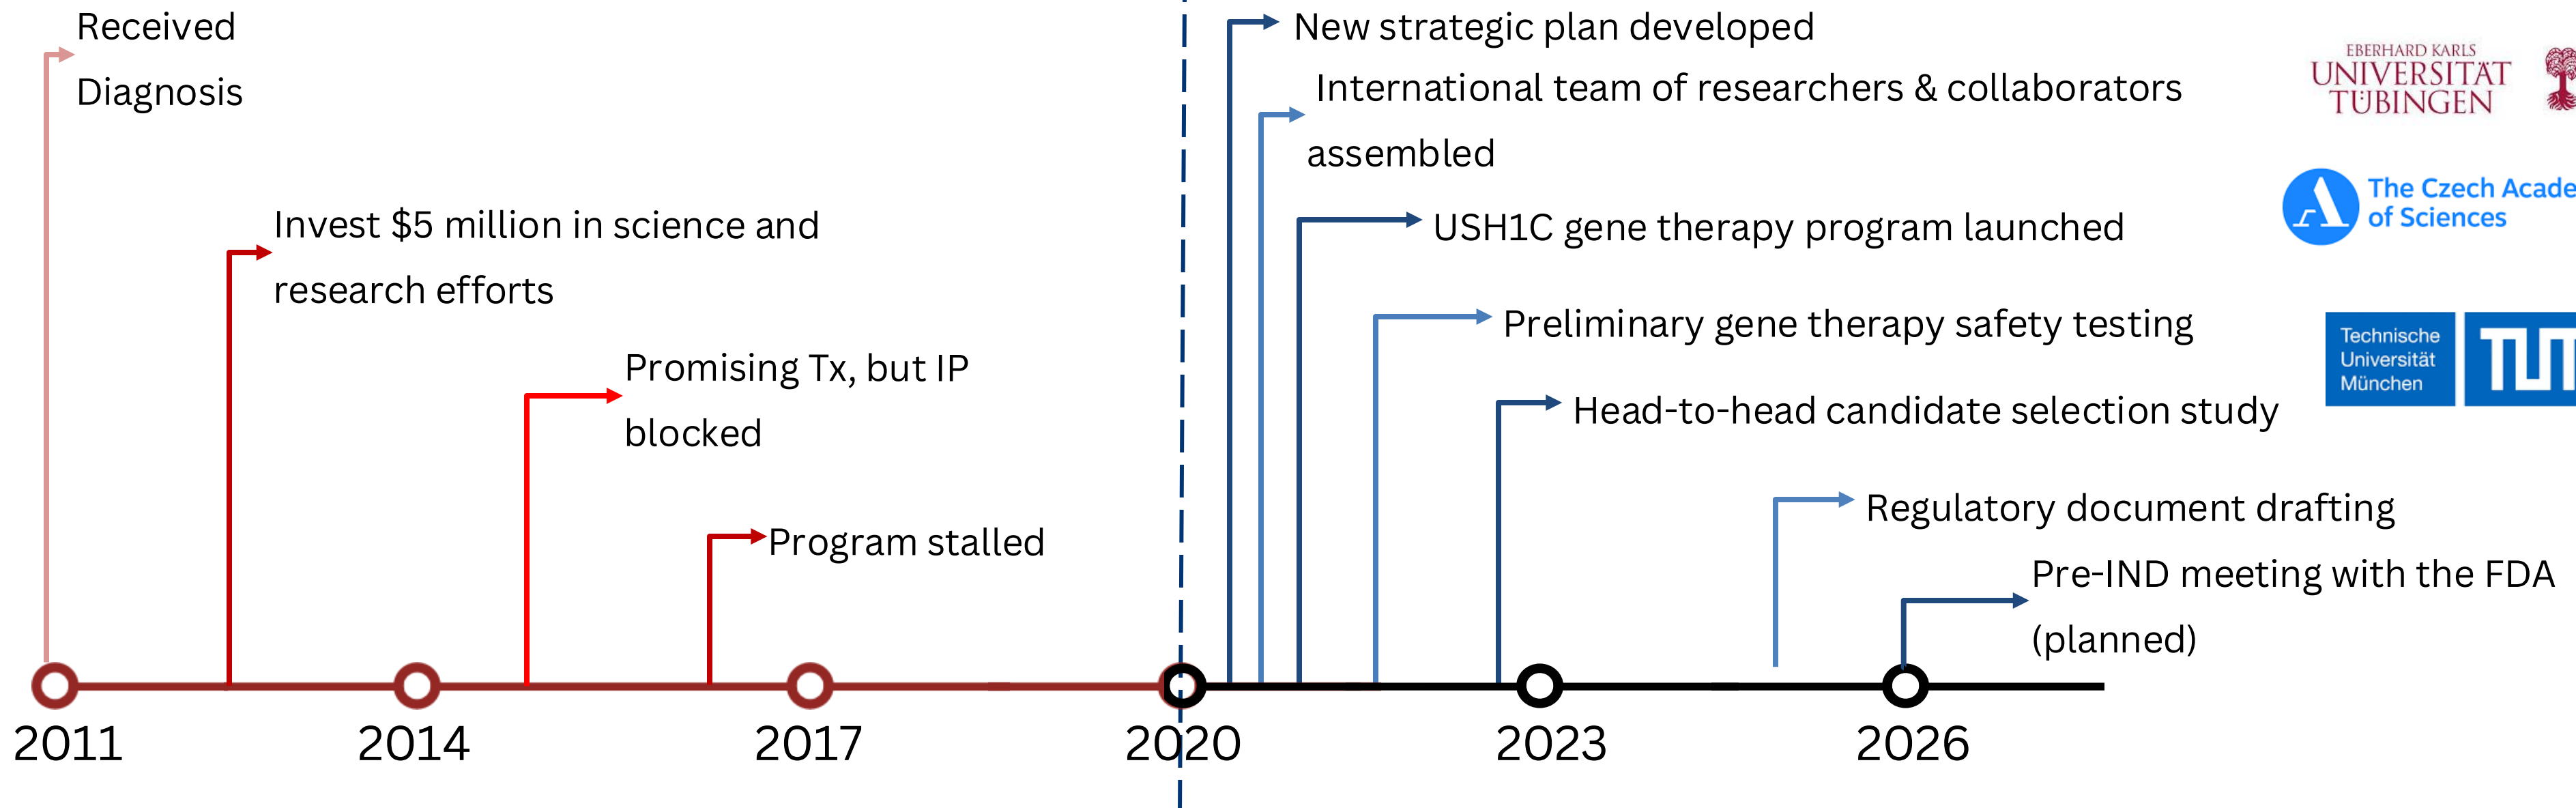 Received
Diagnosis
Invest $5 million in science and
research efforts
Promising Tx, but IP
blocked
Program stalled
New strategic plan developed
International team of researchers & collaborators
assembled
USH1C gene therapy program launched
Preliminary gene therapy safety testing
Head-to-head candidate selection study
Regulatory document drafting
Pre-IND meeting with the FDA
(planned)
EBERHARD KARLS
UNIVERSITÄT
TÜBINGEN
The Czech Acade
of Sciences
Technische
Universität
München
2011
2014
2017
2020
2023
2026